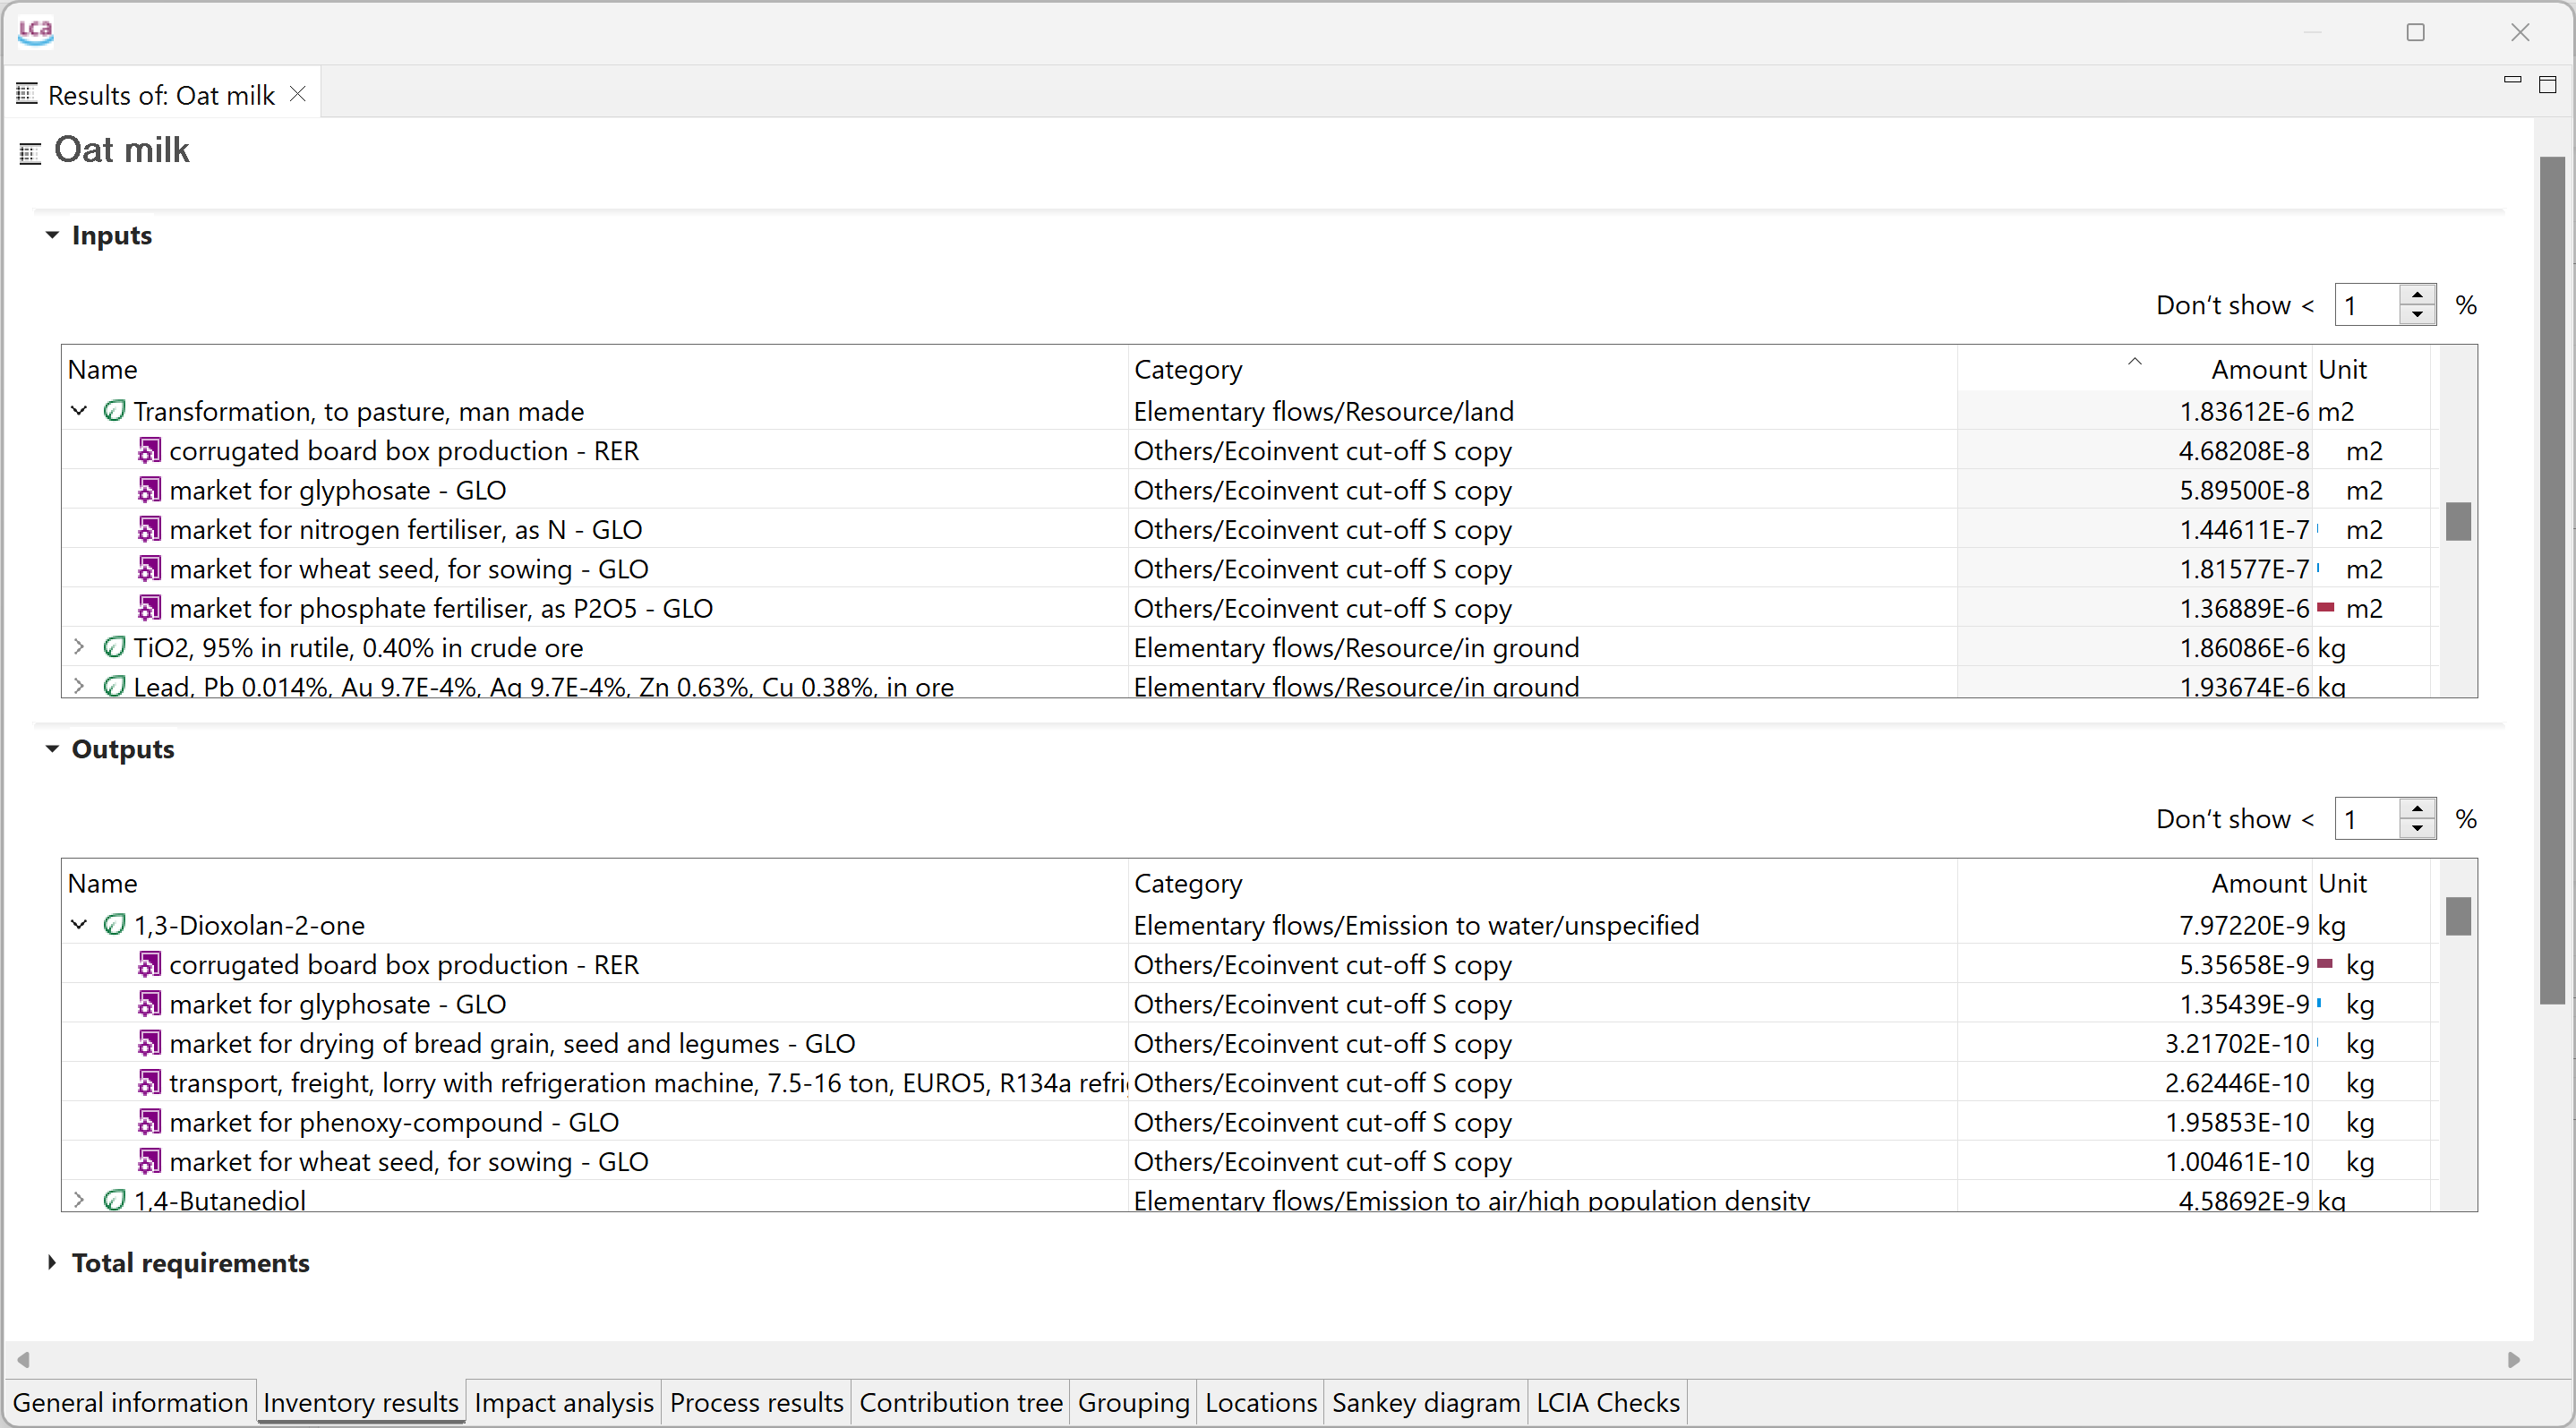 LCA
Results of: Oat milk
Oat milk
Inputs
Don't show < 1 %
Name Category Amount Unit
Transformation, to pasture, man made Elementary flows/Resource/land 1.83612E-6 m2
corrugated board box production - RER Others/Ecoinvent cut-off S copy 4.68208E-8 m2
market for glyphosate - GLO Others/Ecoinvent cut-off S copy 5.89500E-8 m2
market for nitrogen fertiliser, as N - GLO Others/Ecoinvent cut-off S copy 1.44611E-7 m2
market for wheat seed, for sowing - GLO Others/Ecoinvent cut-off S copy 1.81577E-7 m2
market for phosphate fertiliser, as P2O5 - GLO Others/Ecoinvent cut-off S copy 1.36889E-6 m2
TiO2, 95% in rutile, 0.40% in crude ore Elementary flows/Resource/in ground 1.86086E-6 kg
Lead, Pb 0.014%, Au 9.7E-4%, Ag 9.7E-4%, Zn 0.63%, Cu 0.38%, in ore Elementary flows/Resource/in ground 1.93674E-6 kg
Outputs
Don't show < 1 %
Name Category Amount Unit
1,3-Dioxolan-2-one Elementary flows/Emission to water/unspecified 7.97220E-9 kg
corrugated board box production - RER Others/Ecoinvent cut-off S copy 5.35658E-9 kg
market for glyphosate - GLO Others/Ecoinvent cut-off S copy 1.35439E-9 kg
market for drying of bread grain, seed and legumes - GLO Others/Ecoinvent cut-off S copy 3.21702E-10 kg
transport, freight, lorry with refrigeration machine, 7.5-16 ton, EURO5, R134a refri Others/Ecoinvent cut-off S copy 2.62446E-10 kg
market for phenoxy-compound - GLO Others/Ecoinvent cut-off S copy 1.95853E-10 kg
market for wheat seed, for sowing - GLO Others/Ecoinvent cut-off S copy 1.00461E-10 kg
1,4-Butanediol Elementary flows/Emission to air/high population density 4.58692E-9 kg
Total requirements
General information Inventory results Impact analysis Process results Contribution tree Grouping Locations Sankey diagram LCIA Checks